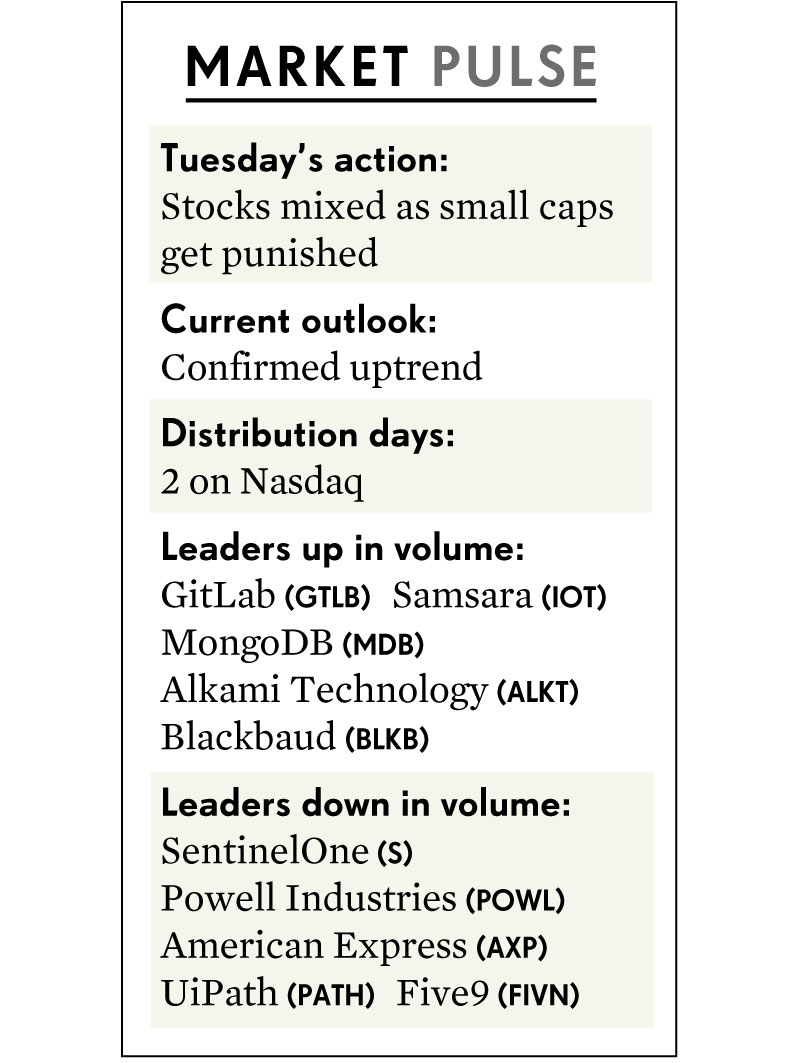 MARKET PULSE
Tuesday’s action:
Stocks mixed as small caps
get punished
Current outlook:
Confirmed uptrend
Distribution days:
2 on Nasdaq
Leaders up in volume:
GitLab (GTLB) Samsara (IOT)
MongoDB (MDB)
Alkami Technology (ALKT)
Blackbaud (BLKB)
Leaders down in volume:
SentinelOne (S)
Powell Industries (POWL)
American Express (AXP)
UiPath (PATH) Five9 (FIVN)